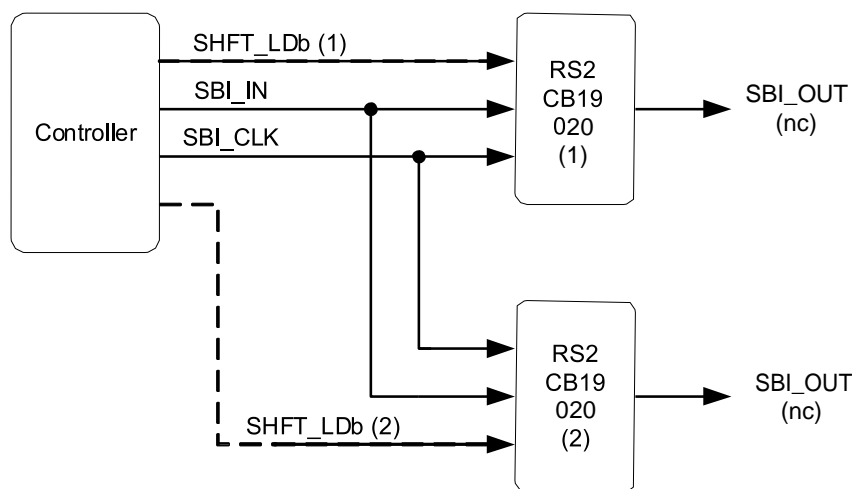 SHFT_LDb (1)
SBI_IN
SBI_CLK
Controller
RS2
CB19
020
(1)
SBI_OUT
(nc)
RS2
CB19
020
(2)
SBI_OUT
(nc)
SHFT_LDb (2)